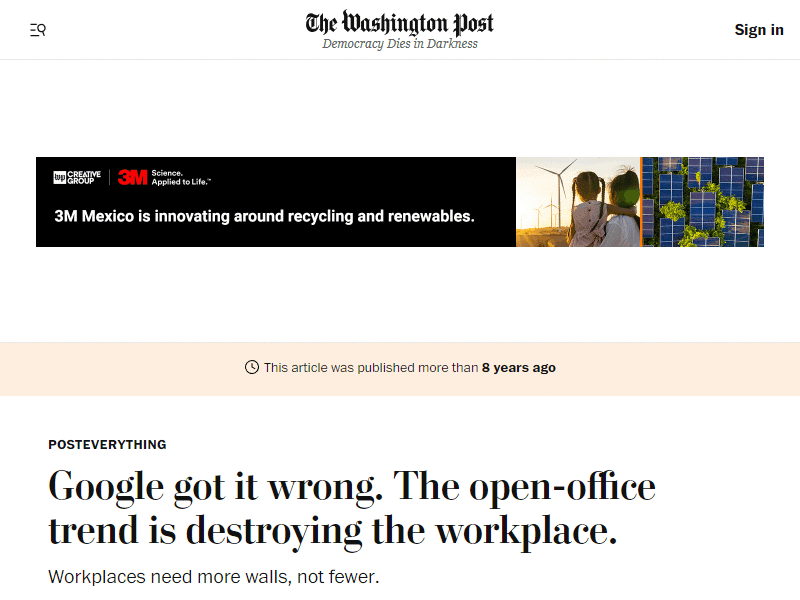 The Washington Post
Democracy Dies in Darkness
Sign in
wp CREATIVE GROUP
3M Science.
Applied to Life.™
3M Mexico is innovating around recycling and renewables.
This article was published more than 8 years ago
POSTEVERYTHING
Google got it wrong. The open-office
trend is destroying the workplace.
Workplaces need more walls, not fewer.